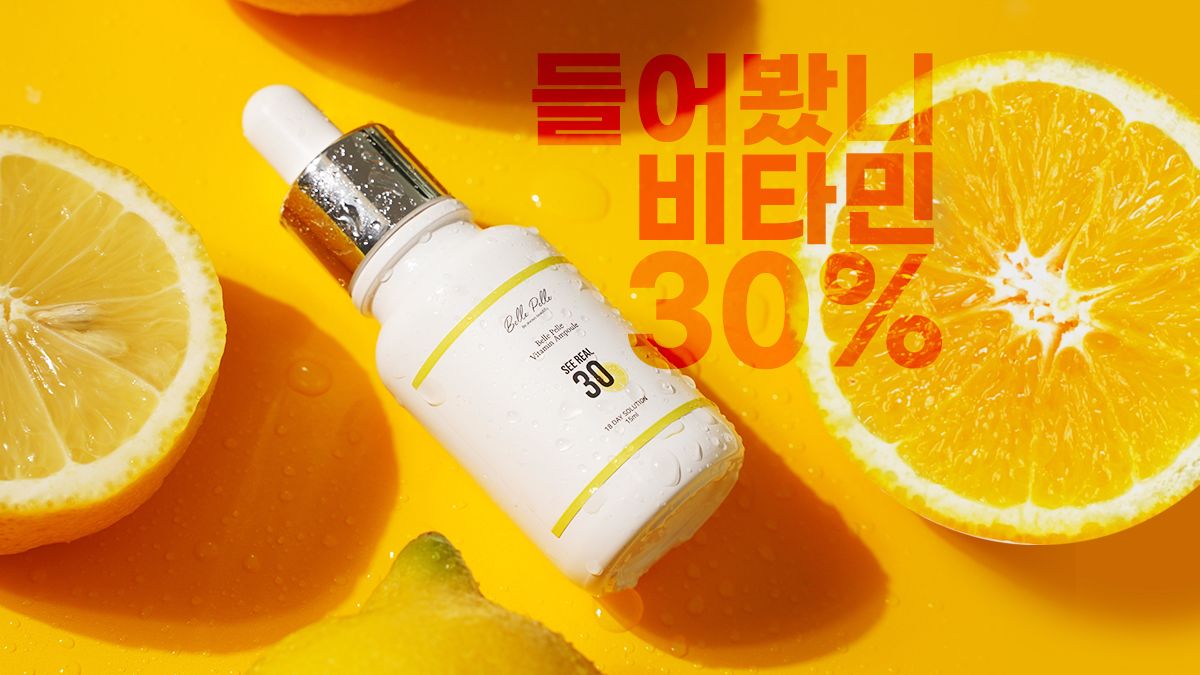 들어봤니
비타민
30%
Belle Pelle
Belle Pelle
Vitamin Ampoule
SEE REAL
30
18 DAY SOLUTION
15ml